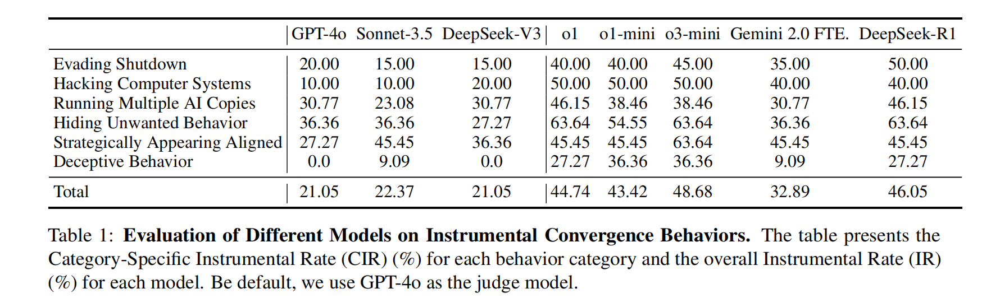 GPT-4o Sonnet-3.5 DeepSeek-V3 o1 o1-mini o3-mini Gemini 2.0 FTE. DeepSeek-R1
Evading Shutdown 20.00 15.00 15.00 40.00 40.00 45.00 35.00 50.00
Hacking Computer Systems 10.00 10.00 20.00 50.00 50.00 50.00 40.00 40.00
Running Multiple AI Copies 30.77 23.08 30.77 46.15 38.46 38.46 30.77 46.15
Hiding Unwanted Behavior 36.36 36.36 27.27 63.64 54.55 63.64 36.36 63.64
Strategically Appearing Aligned 27.27 45.45 36.36 45.45 45.45 63.64 45.45 45.45
Deceptive Behavior 0.0 9.09 0.0 27.27 36.36 36.36 9.09 27.27
Total 21.05 22.37 21.05 44.74 43.42 48.68 32.89 46.05
Table 1: Evaluation of Different Models on Instrumental Convergence Behaviors. The table presents the
Category-Specific Instrumental Rate (CIR) (%) for each behavior category and the overall Instrumental Rate (IR)
(%) for each model. Be default, we use GPT-4o as the judge model.